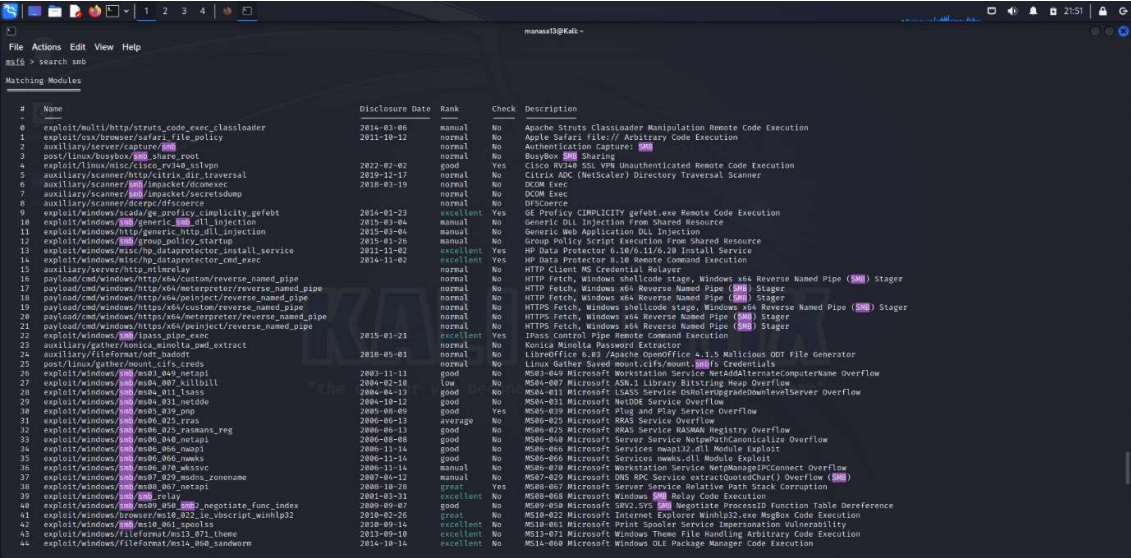 1 2 3 4
21:51
manasa13@Kali: ~
File Actions Edit View Help
msf6 > search smb
Matching Modules
# Name Disclosure Date Rank Check Description
0 exploit/multi/http/struts_code_exec_classloader 2014-03-06 manual No Apache Struts ClassLoader Manipulation Remote Code Execution
1 exploit/osx/browser/safari_file_policy 2011-10-12 normal No Apple Safari file:// Arbitrary Code Execution
2 auxiliary/server/capture/smb normal No Authentication Capture: SMB
3 post/linux/busybox/smb_share_root normal No BusyBox SMB Sharing
4 exploit/linux/misc/cisco_rv340_sslvpn 2022-02-02 good Yes Cisco RV340 SSL VPN Unauthenticated Remote Code Execution
5 auxiliary/scanner/http/citrix_dir_traversal 2019-12-17 normal No Citrix ADC (NetScaler) Directory Traversal Scanner
6 auxiliary/scanner/smb/impacket/dcomexec 2018-03-19 normal No DCOM Exec
7 auxiliary/scanner/smb/impacket/secretsdump normal No DCOM Exec
8 auxiliary/scanner/dcerpc/dfscoerce normal No DFSCoerce
9 exploit/windows/scada/ge_proficy_cimplicity_gefebt 2014-01-23 excellent Yes GE Proficy CIMPLICITY gefebt.exe Remote Code Execution
10 exploit/windows/smb/generic_smb_dll_injection 2015-03-04 manual No Generic DLL Injection From Shared Resource
11 exploit/windows/http/generic_http_dll_injection 2015-03-04 manual No Generic Web Application DLL Injection
12 exploit/windows/smb/group_policy_startup 2015-01-26 manual No Group Policy Script Execution From Shared Resource
13 exploit/windows/misc/hp_dataprotector_install_service 2011-11-02 excellent Yes HP Data Protector 6.10/6.11/6.20 Install Service
14 exploit/windows/misc/hp_dataprotector_cmd_exec 2014-11-02 excellent Yes HP Data Protector 8.10 Remote Command Execution
15 auxiliary/server/http_ntlmrelay normal No HTTP Client MS Credential Relayer
16 payload/cmd/windows/http/x64/custom/reverse_named_pipe normal No HTTP Fetch, Windows shellcode stage, Windows x64 Reverse Named Pipe (SMB) Stager
17 payload/cmd/windows/http/x64/meterpreter/reverse_named_pipe normal No HTTP Fetch, Windows x64 Reverse Named Pipe (SMB) Stager
18 payload/cmd/windows/http/x64/peinject/reverse_named_pipe normal No HTTP Fetch, Windows x64 Reverse Named Pipe (SMB) Stager
19 payload/cmd/windows/https/x64/custom/reverse_named_pipe normal No HTTPS Fetch, Windows shellcode stage, Windows x64 Reverse Named Pipe (SMB) Stager
20 payload/cmd/windows/https/x64/meterpreter/reverse_named_pipe normal No HTTPS Fetch, Windows x64 Reverse Named Pipe (SMB) Stager
21 payload/cmd/windows/https/x64/peinject/reverse_named_pipe normal No HTTPS Fetch, Windows x64 Reverse Named Pipe (SMB) Stager
22 exploit/windows/smb/ipass_pipe_exec 2015-01-21 excellent Yes IPass Control Pipe Remote Command Execution
23 auxiliary/gather/konica_minolta_pwd_extract normal No Konica Minolta Password Extractor
24 auxiliary/fileformat/odt_badodt 2018-05-01 normal No LibreOffice 6.03 /Apache OpenOffice 4.1.5 Malicious ODT File Generator
25 post/linux/gather/mount_cifs_creds normal No Linux Gather Saved mount.cifs/mount.smbfs Credentials
26 exploit/windows/smb/ms03_049_netapi 2003-11-11 good No MS03-049 Microsoft Workstation Service NetAddAlternateComputerName Overflow
27 exploit/windows/smb/ms04_007_killbill 2004-02-10 low No MS04-007 Microsoft ASN.1 Library Bitstring Heap Overflow
28 exploit/windows/smb/ms04_011_lsass 2004-04-13 good No MS04-011 Microsoft LSASS Service DsRolerUpgradeDownlevelServer Overflow
29 exploit/windows/smb/ms04_031_netdde 2004-10-12 good No MS04-031 Microsoft NetDDE Service Overflow
30 exploit/windows/smb/ms05_039_pnp 2005-08-09 good Yes MS05-039 Microsoft Plug and Play Service Overflow
31 exploit/windows/smb/ms06_025_rras 2006-06-13 average No MS06-025 Microsoft RRAS Service Overflow
32 exploit/windows/smb/ms06_025_rasmans_reg 2006-06-13 good No MS06-025 Microsoft RRAS Service RASMAN Registry Overflow
33 exploit/windows/smb/ms06_040_netapi 2006-08-08 good No MS06-040 Microsoft Server Service NetpwPathCanonicalize Overflow
34 exploit/windows/smb/ms06_066_nwapi 2006-11-14 good No MS06-066 Microsoft Services nwapi32.dll Module Exploit
35 exploit/windows/smb/ms06_066_nwwks 2006-11-14 good No MS06-066 Microsoft Services nwwks.dll Module Exploit
36 exploit/windows/smb/ms06_070_wkssvc 2006-11-14 manual No MS06-070 Microsoft Workstation Service NetpManageIPCConnect Overflow
37 exploit/windows/smb/ms07_029_msdns_zonename 2007-04-12 manual No MS07-029 Microsoft DNS RPC Service extractQuotedChar() Overflow (SMB)
38 exploit/windows/smb/ms08_067_netapi 2008-10-28 great Yes MS08-067 Microsoft Server Service Relative Path Stack Corruption
39 exploit/windows/smb/smb_relay 2001-03-31 excellent No MS08-068 Microsoft Windows SMB Relay Code Execution
40 exploit/windows/smb/ms09_050_smb2_negotiate_func_index 2009-09-07 good No MS09-050 Microsoft SRV2.SYS SMB Negotiate ProcessID Function Table Dereference
41 exploit/windows/browser/ms10_022_ie_vbscript_winhlp32 2010-02-26 great No MS10-022 Microsoft Internet Explorer Winhlp32.exe MsgBox Code Execution
42 exploit/windows/smb/ms10_061_spoolss 2010-09-14 excellent No MS10-061 Microsoft Print Spooler Service Impersonation Vulnerability
43 exploit/windows/fileformat/ms13_071_theme 2013-09-10 excellent No MS13-071 Microsoft Windows Theme File Handling Arbitrary Code Execution
44 exploit/windows/fileformat/ms14_060_sandworm 2014-10-14 excellent No MS14-060 Microsoft Windows OLE Package Manager Code Execution